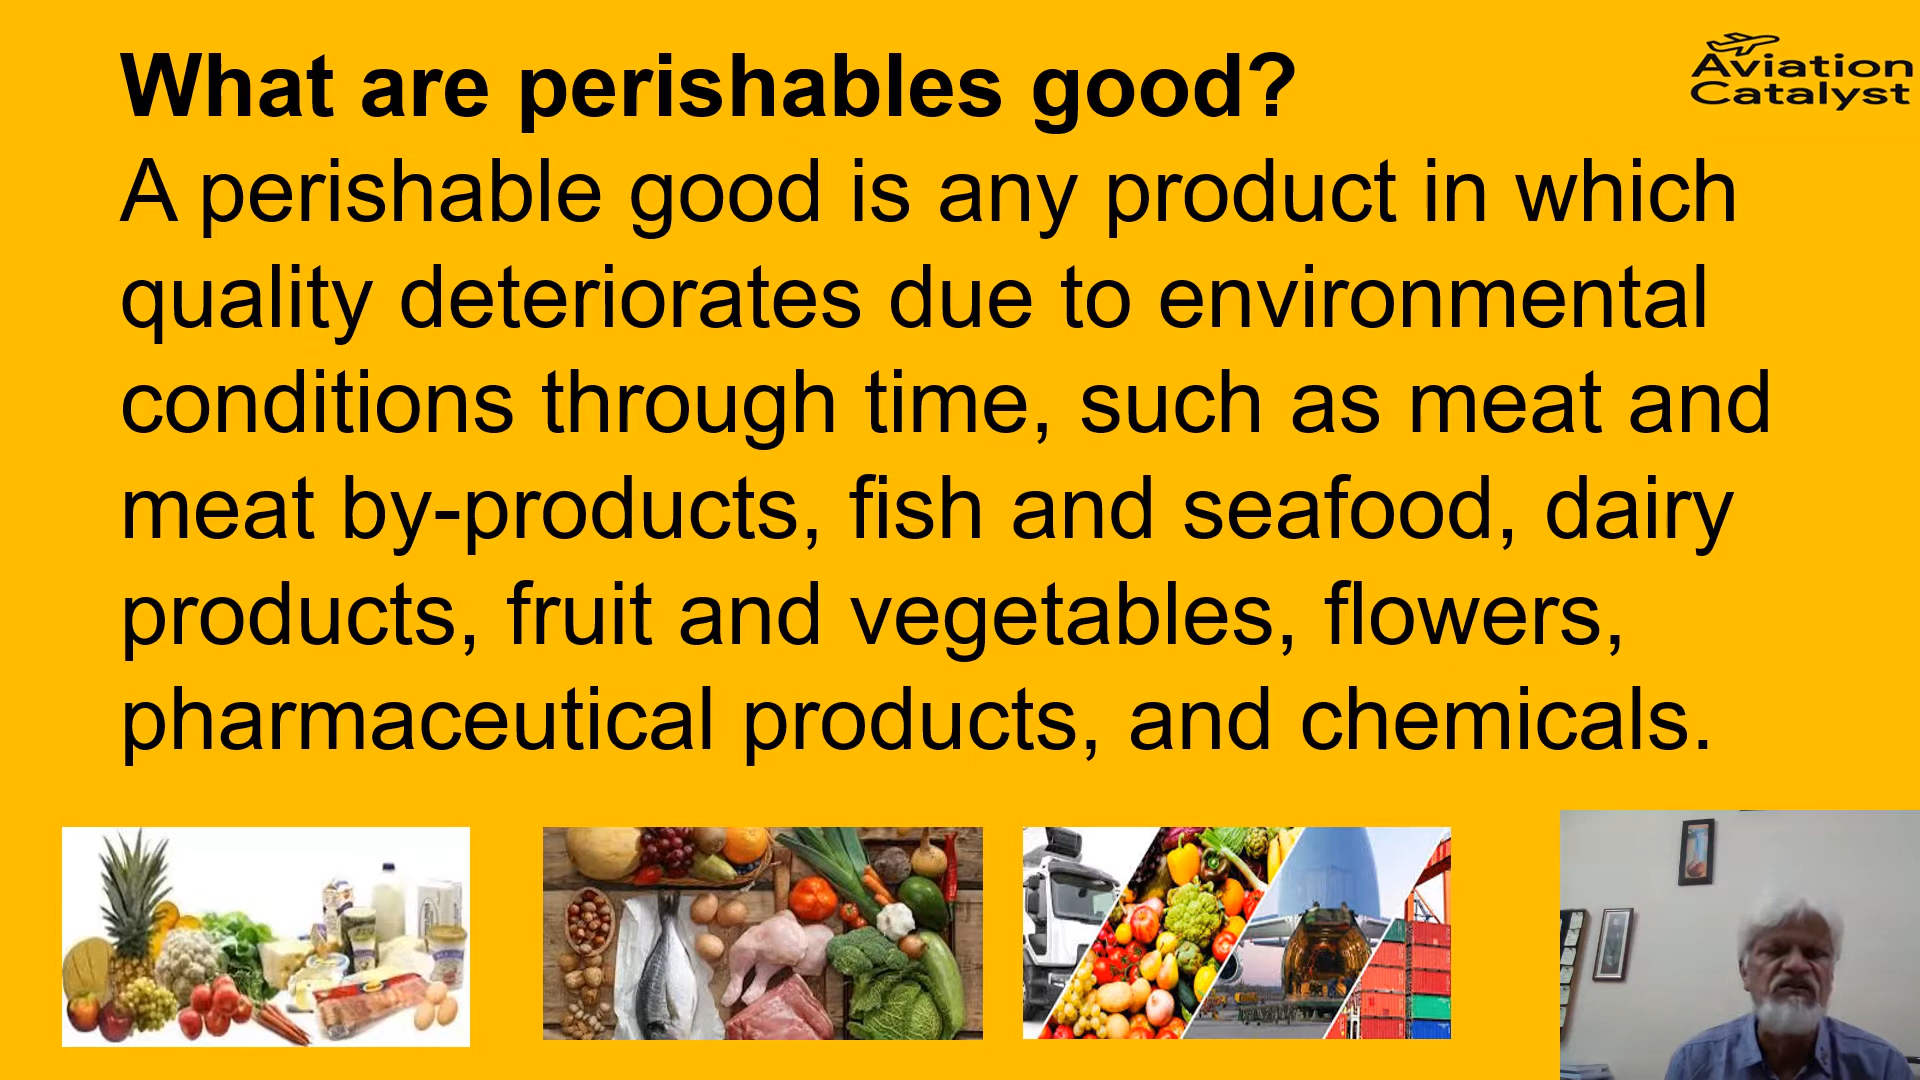 What are perishables good?
Aviation
Catalyst
A perishable good is any product in which
quality deteriorates due to environmental
conditions through time, such as meat and
meat by-products, fish and seafood, dairy
products, fruit and vegetables, flowers,
pharmaceutical products, and chemicals.